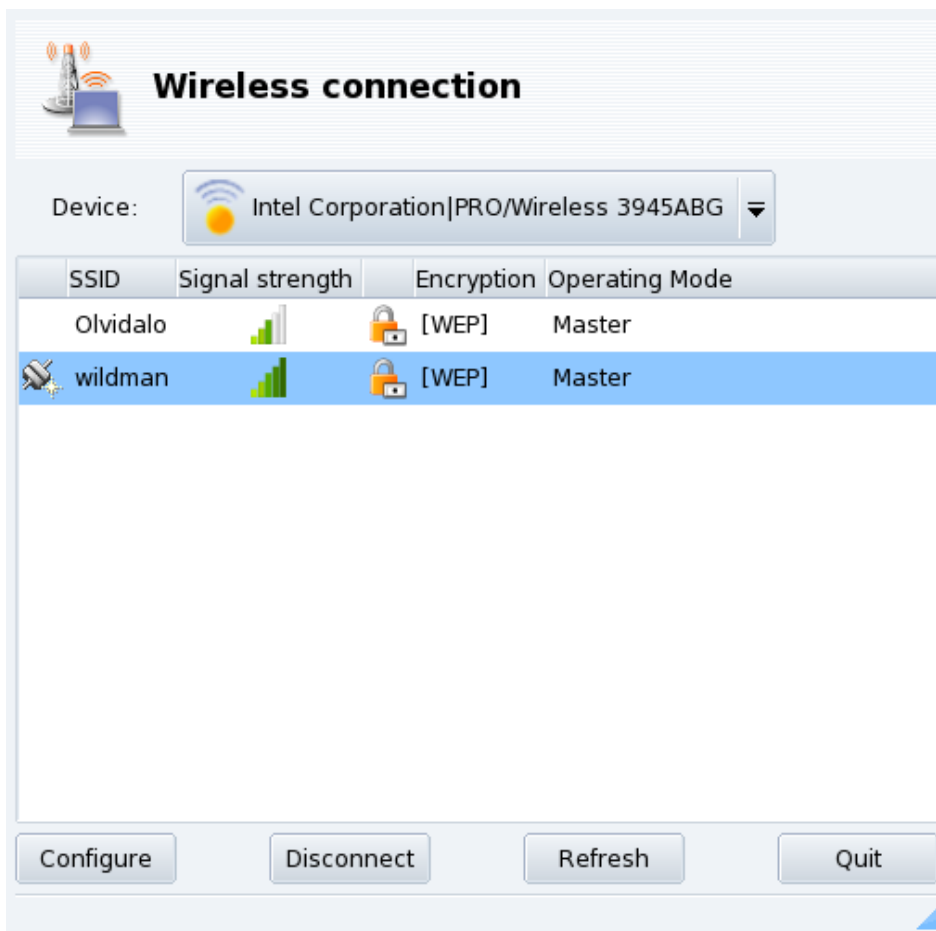 Wireless connection
Device: Intel Corporation|PRO/Wireless 3945ABG
SSID Signal strength Encryption Operating Mode
Olvidalo [WEP] Master
wildman [WEP] Master
Configure Disconnect Refresh Quit